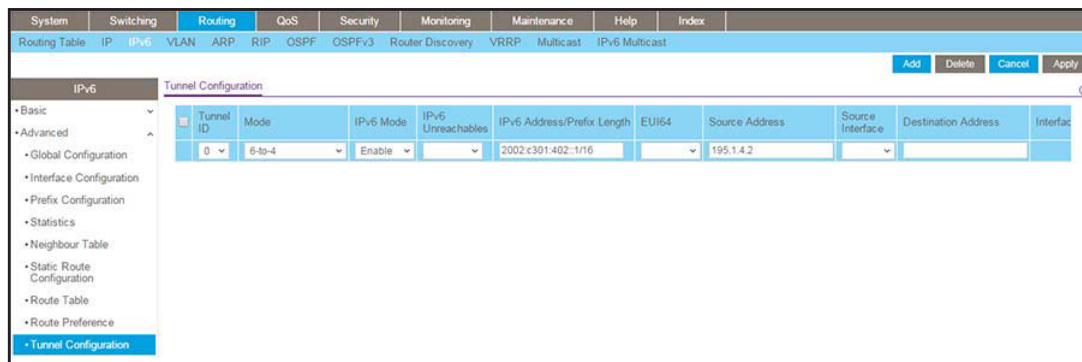 System Switching Routing QoS Security Monitoring Maintenance Help Index
Routing Table IP IPv6 VLAN ARP RIP OSPF OSPFv3 Router Discovery VRRP Multicast IPv6 Multicast
Add Delete Cancel Apply
IPv6
Tunnel Configuration
•Basic
•Advanced
•Global Configuration
•Interface Configuration
•Prefix Configuration
•Statistics
•Neighbour Table
•Static Route
Configuration
•Route Table
•Route Preference
•Tunnel Configuration
Tunnel ID Mode IPv6 Mode IPv6 Unreachables IPv6 Address/Prefix Length EUI64 Source Address Source Interface Destination Address Interfac
0 6-to-4 Enable 2002:c301:402::1/16 195.1.4.2